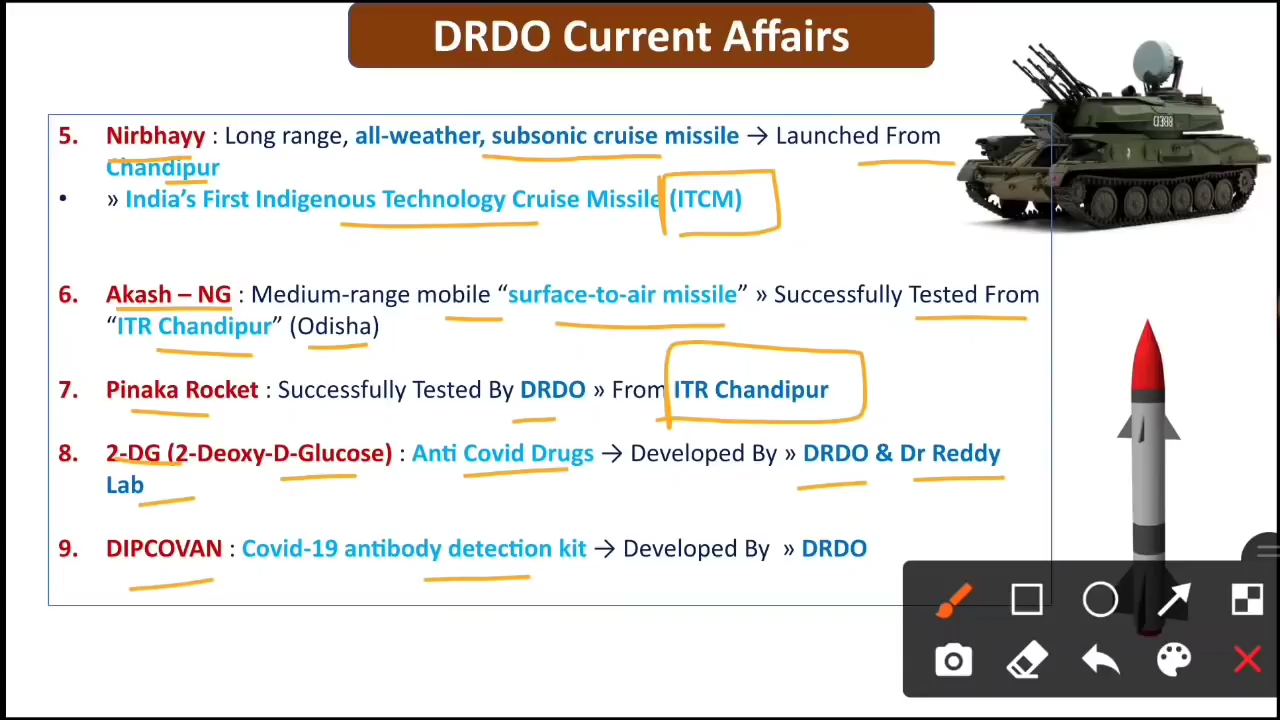 DRDO Current Affairs
5. Nirbhayy : Long range, all-weather, subsonic cruise missile → Launched From
Chandipur
• » India's First Indigenous Technology Cruise Missile (ITCM)
6. Akash – NG : Medium-range mobile “surface-to-air missile” » Successfully Tested From
“ITR Chandipur” (Odisha)
7. Pinaka Rocket : Successfully Tested By DRDO » From ITR Chandipur
8. 2-DG (2-Deoxy-D-Glucose) : Anti Covid Drugs → Developed By » DRDO & Dr Reddy
Lab
9. DIPCOVAN : Covid-19 antibody detection kit → Developed By » DRDO